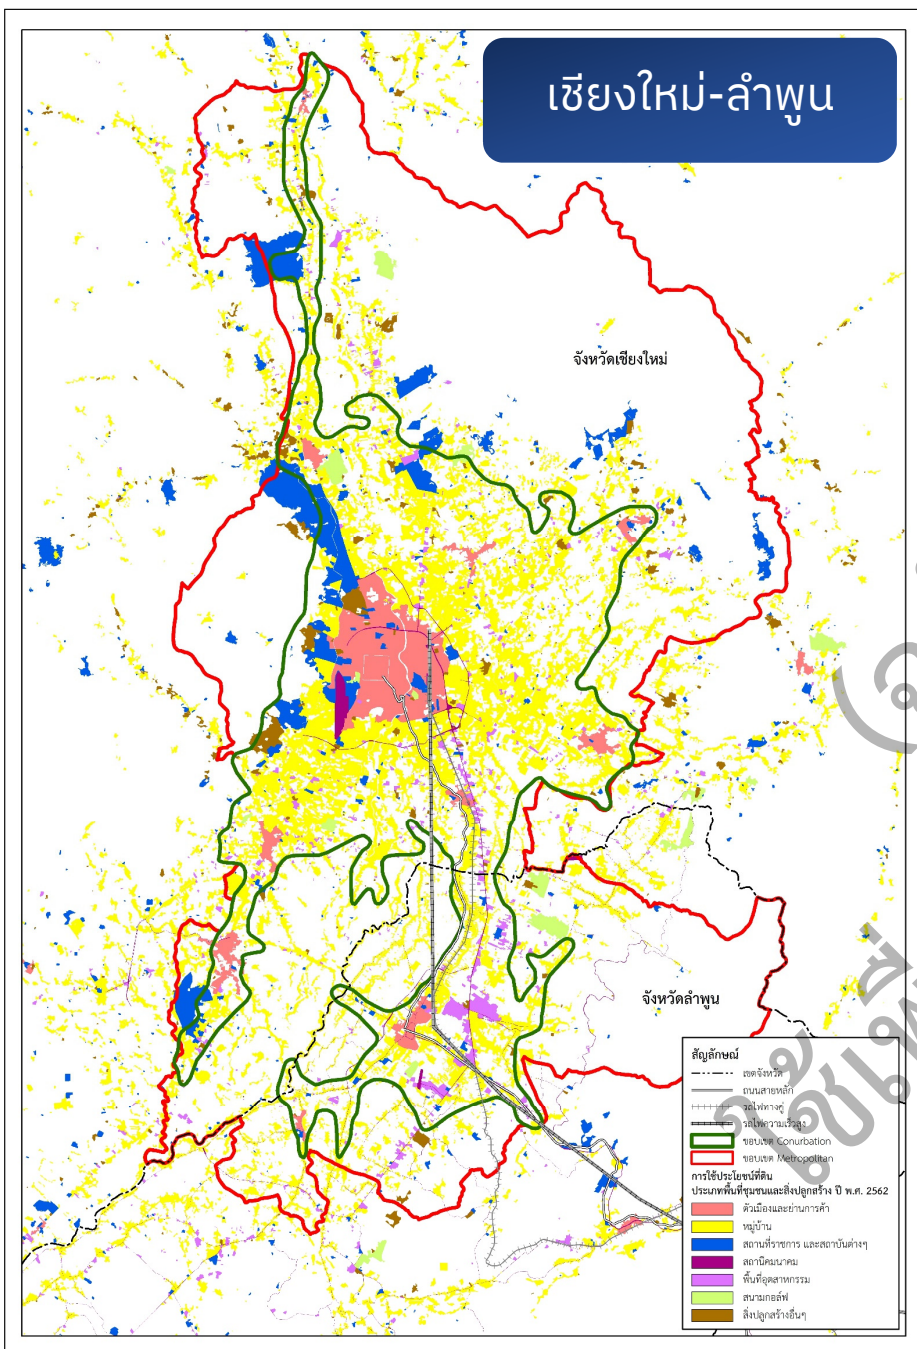 เชียงใหม่-ลำพูน
จังหวัดเชียงใหม่
จังหวัดลำพูน
สัญลักษณ์
เขตจังหวัด
ถนนสายหลัก
รถไฟทางคู่
รถไฟความเร็วสูง
ขอบเขต Conurbation
ขอบเขต Metropolitan
การใช้ประโยชน์ที่ดิน
ประเภทพื้นที่ชุมชนและสิ่งปลูกสร้าง ปี พ.ศ. 2562
ตัวเมืองและย่านการค้า
หมู่บ้าน
สถานที่ราชการ และสถาบันต่างๆ
สถานีคมนาคม
พื้นที่อุตสาหกรรม
สนามกอล์ฟ
สิ่งปลูกสร้างอื่นๆ